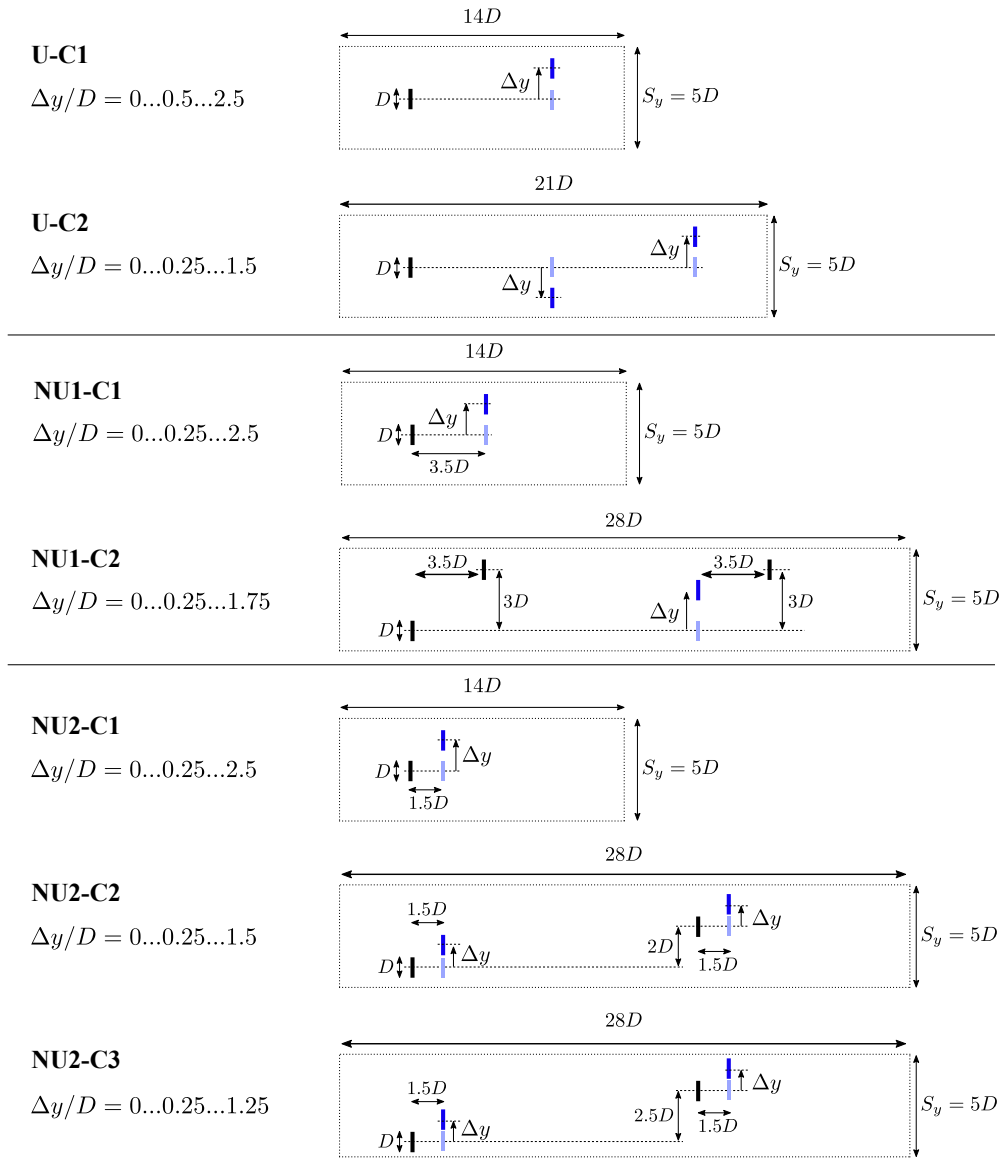 14D
U-C1
Δy/D = 0...0.5...2.5
D
Δy
S_y = 5D
21D
U-C2
Δy/D = 0...0.25...1.5
D
Δy
Δy
S_y = 5D
14D
NU1-C1
Δy/D = 0...0.25...2.5
D
Δy
3.5D
S_y = 5D
28D
NU1-C2
Δy/D = 0...0.25...1.75
3.5D
3.5D
3D
Δy
3D
D
S_y = 5D
14D
NU2-C1
Δy/D = 0...0.25...2.5
D
Δy
1.5D
S_y = 5D
28D
NU2-C2
Δy/D = 0...0.25...1.5
1.5D
D
Δy
2D
1.5D
Δy
S_y = 5D
28D
NU2-C3
Δy/D = 0...0.25...1.25
1.5D
D
Δy
2.5D
1.5D
Δy
S_y = 5D